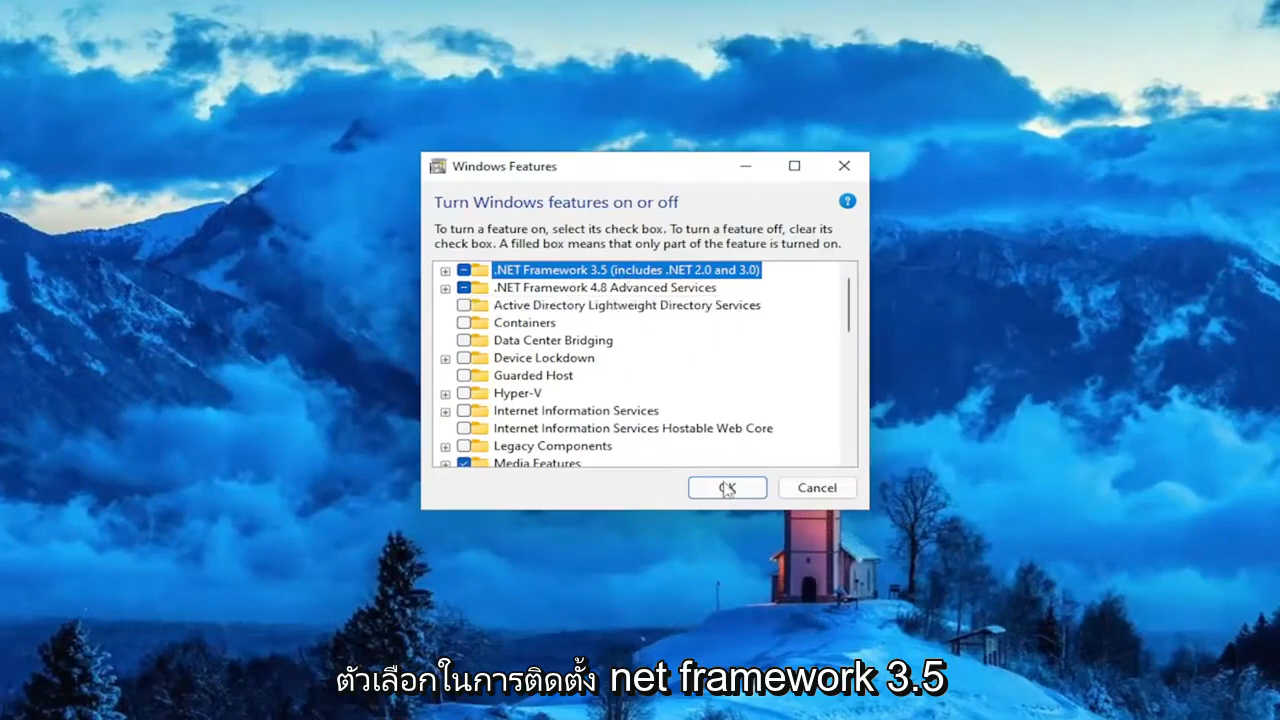 Windows Features
Turn Windows features on or off
To turn a feature on, select its check box. To turn a feature off, clear its
check box. A filled box means that only part of the feature is turned on.
.NET Framework 3.5 (includes .NET 2.0 and 3.0)
.NET Framework 4.8 Advanced Services
Active Directory Lightweight Directory Services
Containers
Data Center Bridging
Device Lockdown
Guarded Host
Hyper-V
Internet Information Services
Internet Information Services Hostable Web Core
Legacy Components
Media Features
OK Cancel
ตัวเลือกในการติดตั้ง net framework 3.5